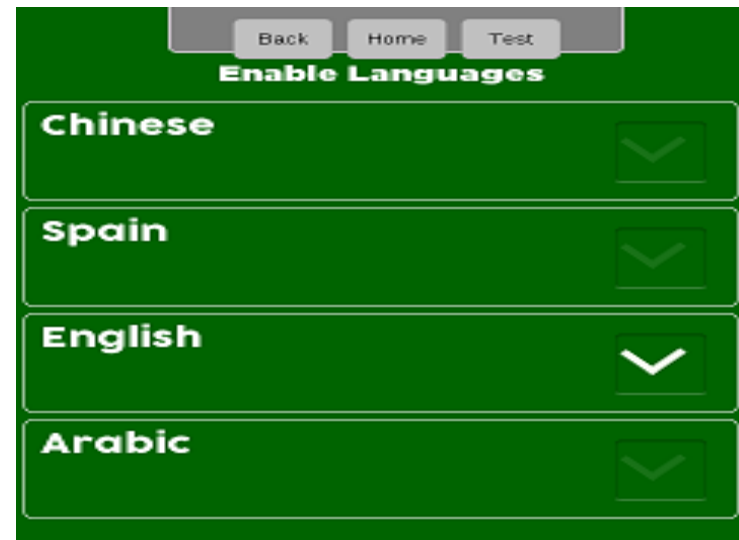 Back Home Test
Enable Languages
Chinese
Spain
English
Arabic